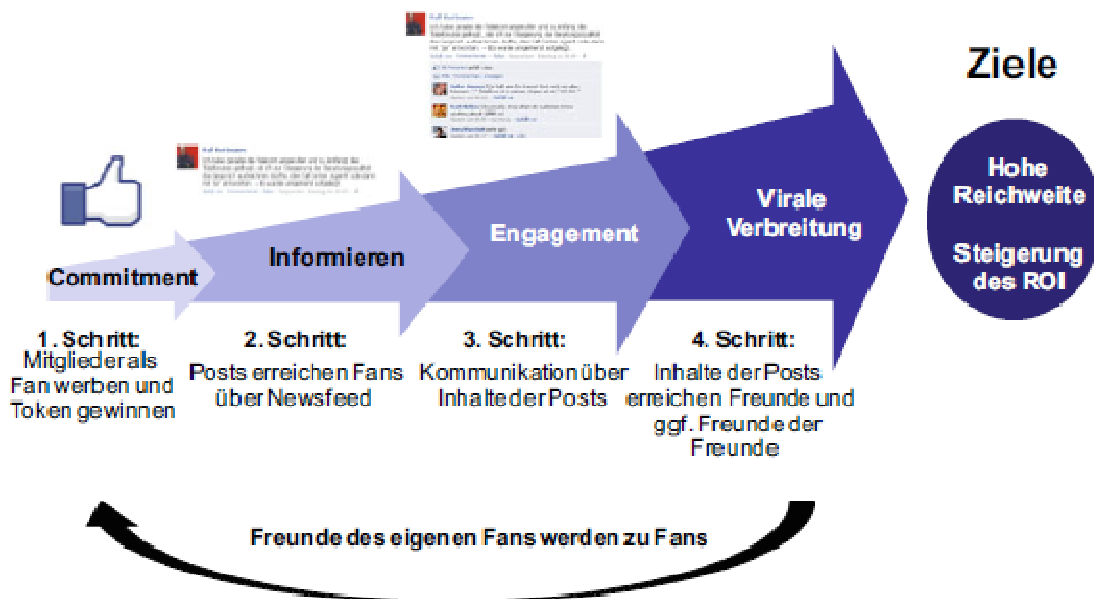 Ziele
Hohe
Reichweite
Steigerung
des ROI
Commitment
Informieren
Engagement
Virale
Verbreitung
1. Schritt:
Mitglieder als
Fan werben und
Token gewinnen
2. Schritt:
Posts erreichen Fans
über Newsfeed
3. Schritt:
Kommunikation über
Inhalte der Posts
4. Schritt:
Inhalte der Posts
erreichen Freunde und
ggf. Freunde der
Freunde
Freunde des eigenen Fans werden zu Fans